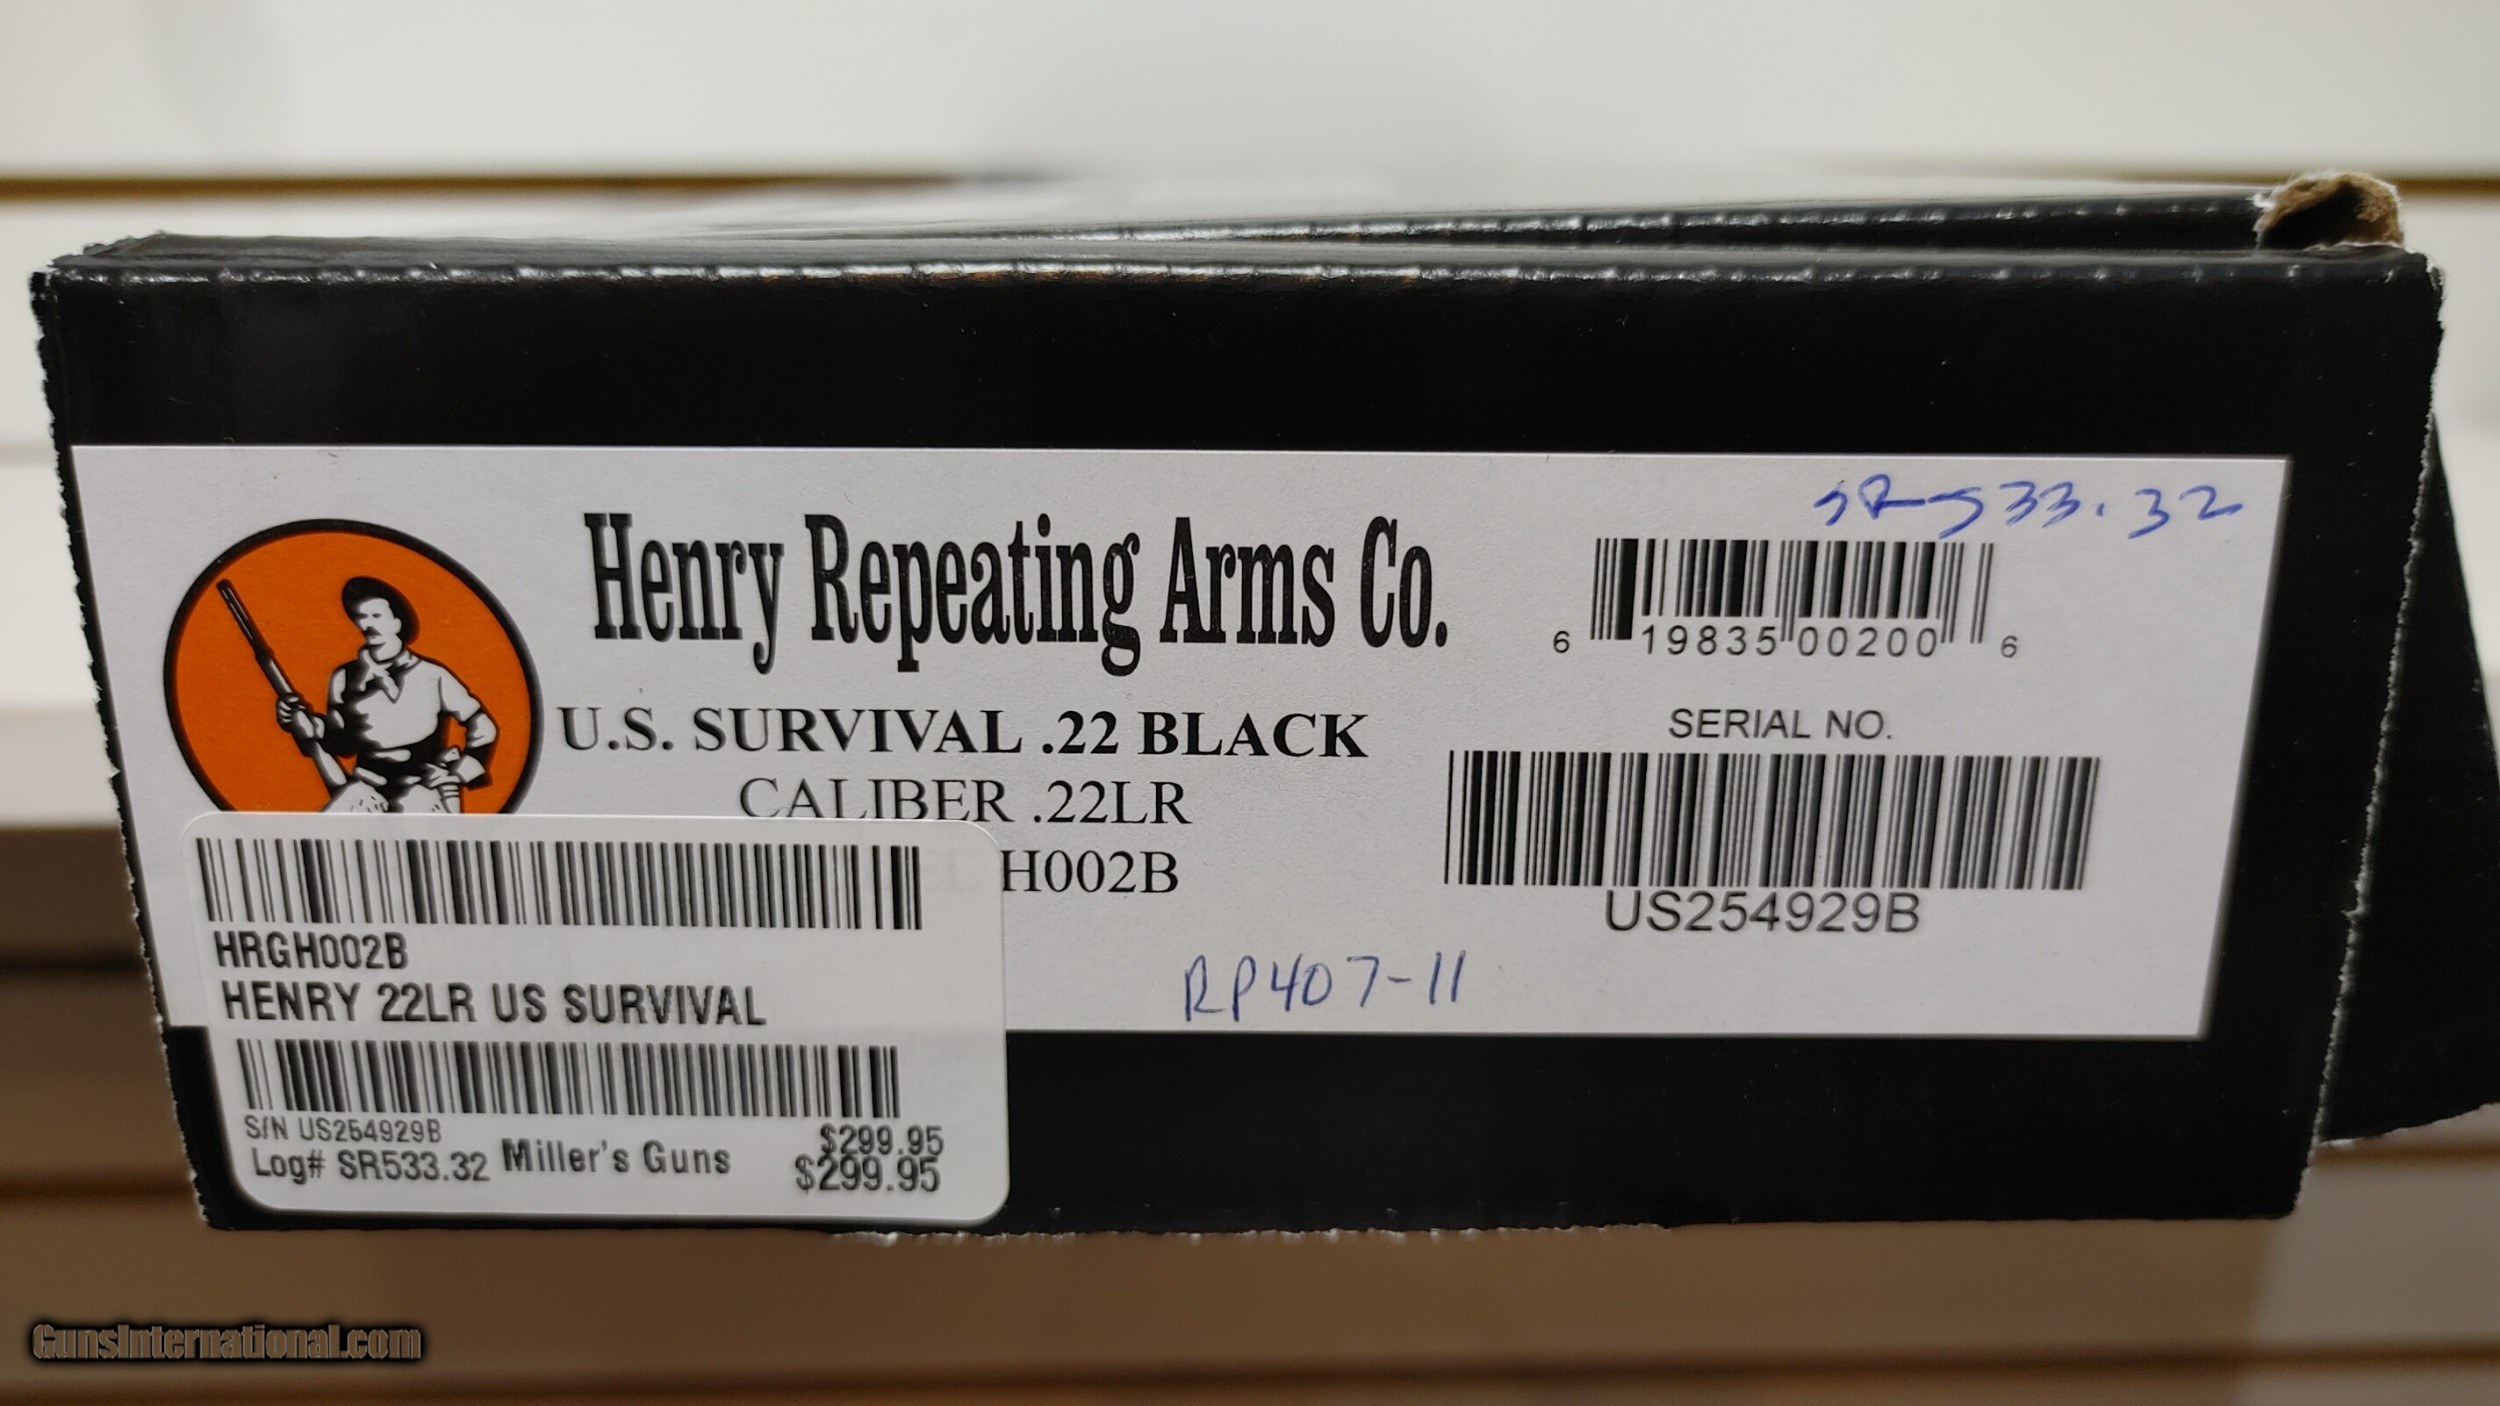 SR533.32
Henry Repeating Arms Co.
6 19835 00200 6
U.S. SURVIVAL .22 BLACK
SERIAL NO.
CALIBER .22LR
H002B
US254929B
RP407-11
HRGH002B
HENRY 22LR US SURVIVAL
S/N US254929B
$299.95
Log# SR533.32 Miller's Guns $299.95
GunsInternational.com